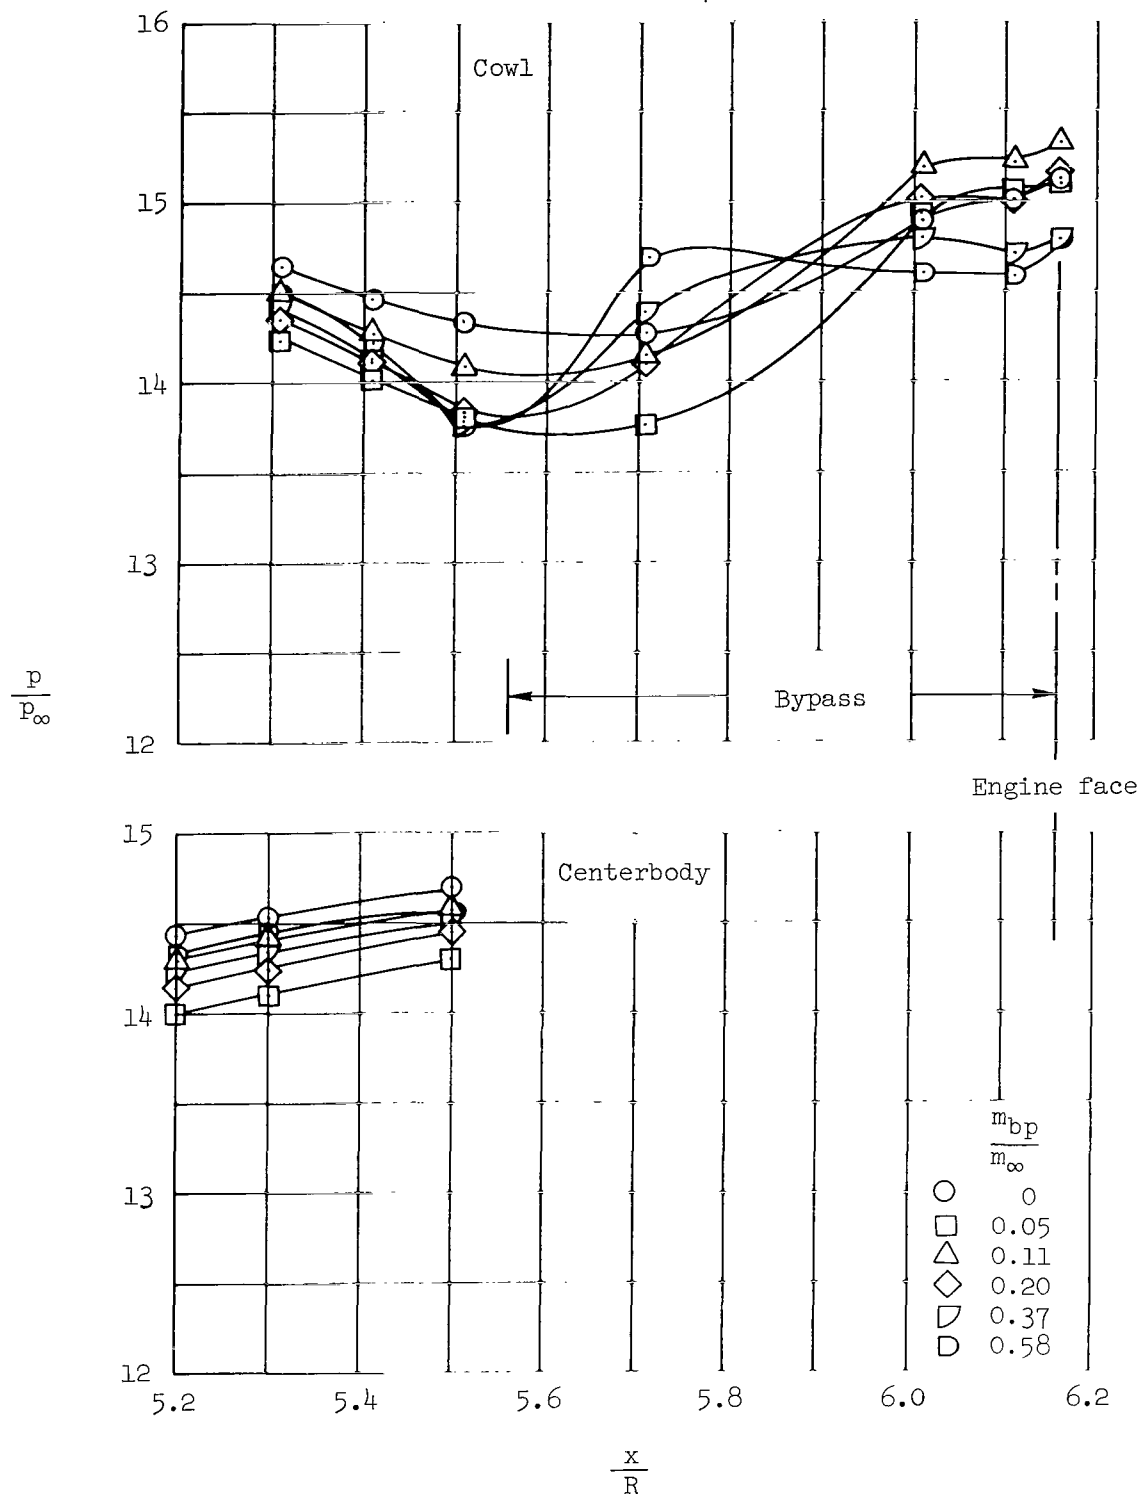 16
Cowl
15
14
13
p
p∞
Bypass
12
Engine face
15
Centerbody
14
13
12
m_bp
m∞
0
0.05
0.11
0.20
0.37
0.58
5.2 5.4 5.6 5.8 6.0 6.2
x
R